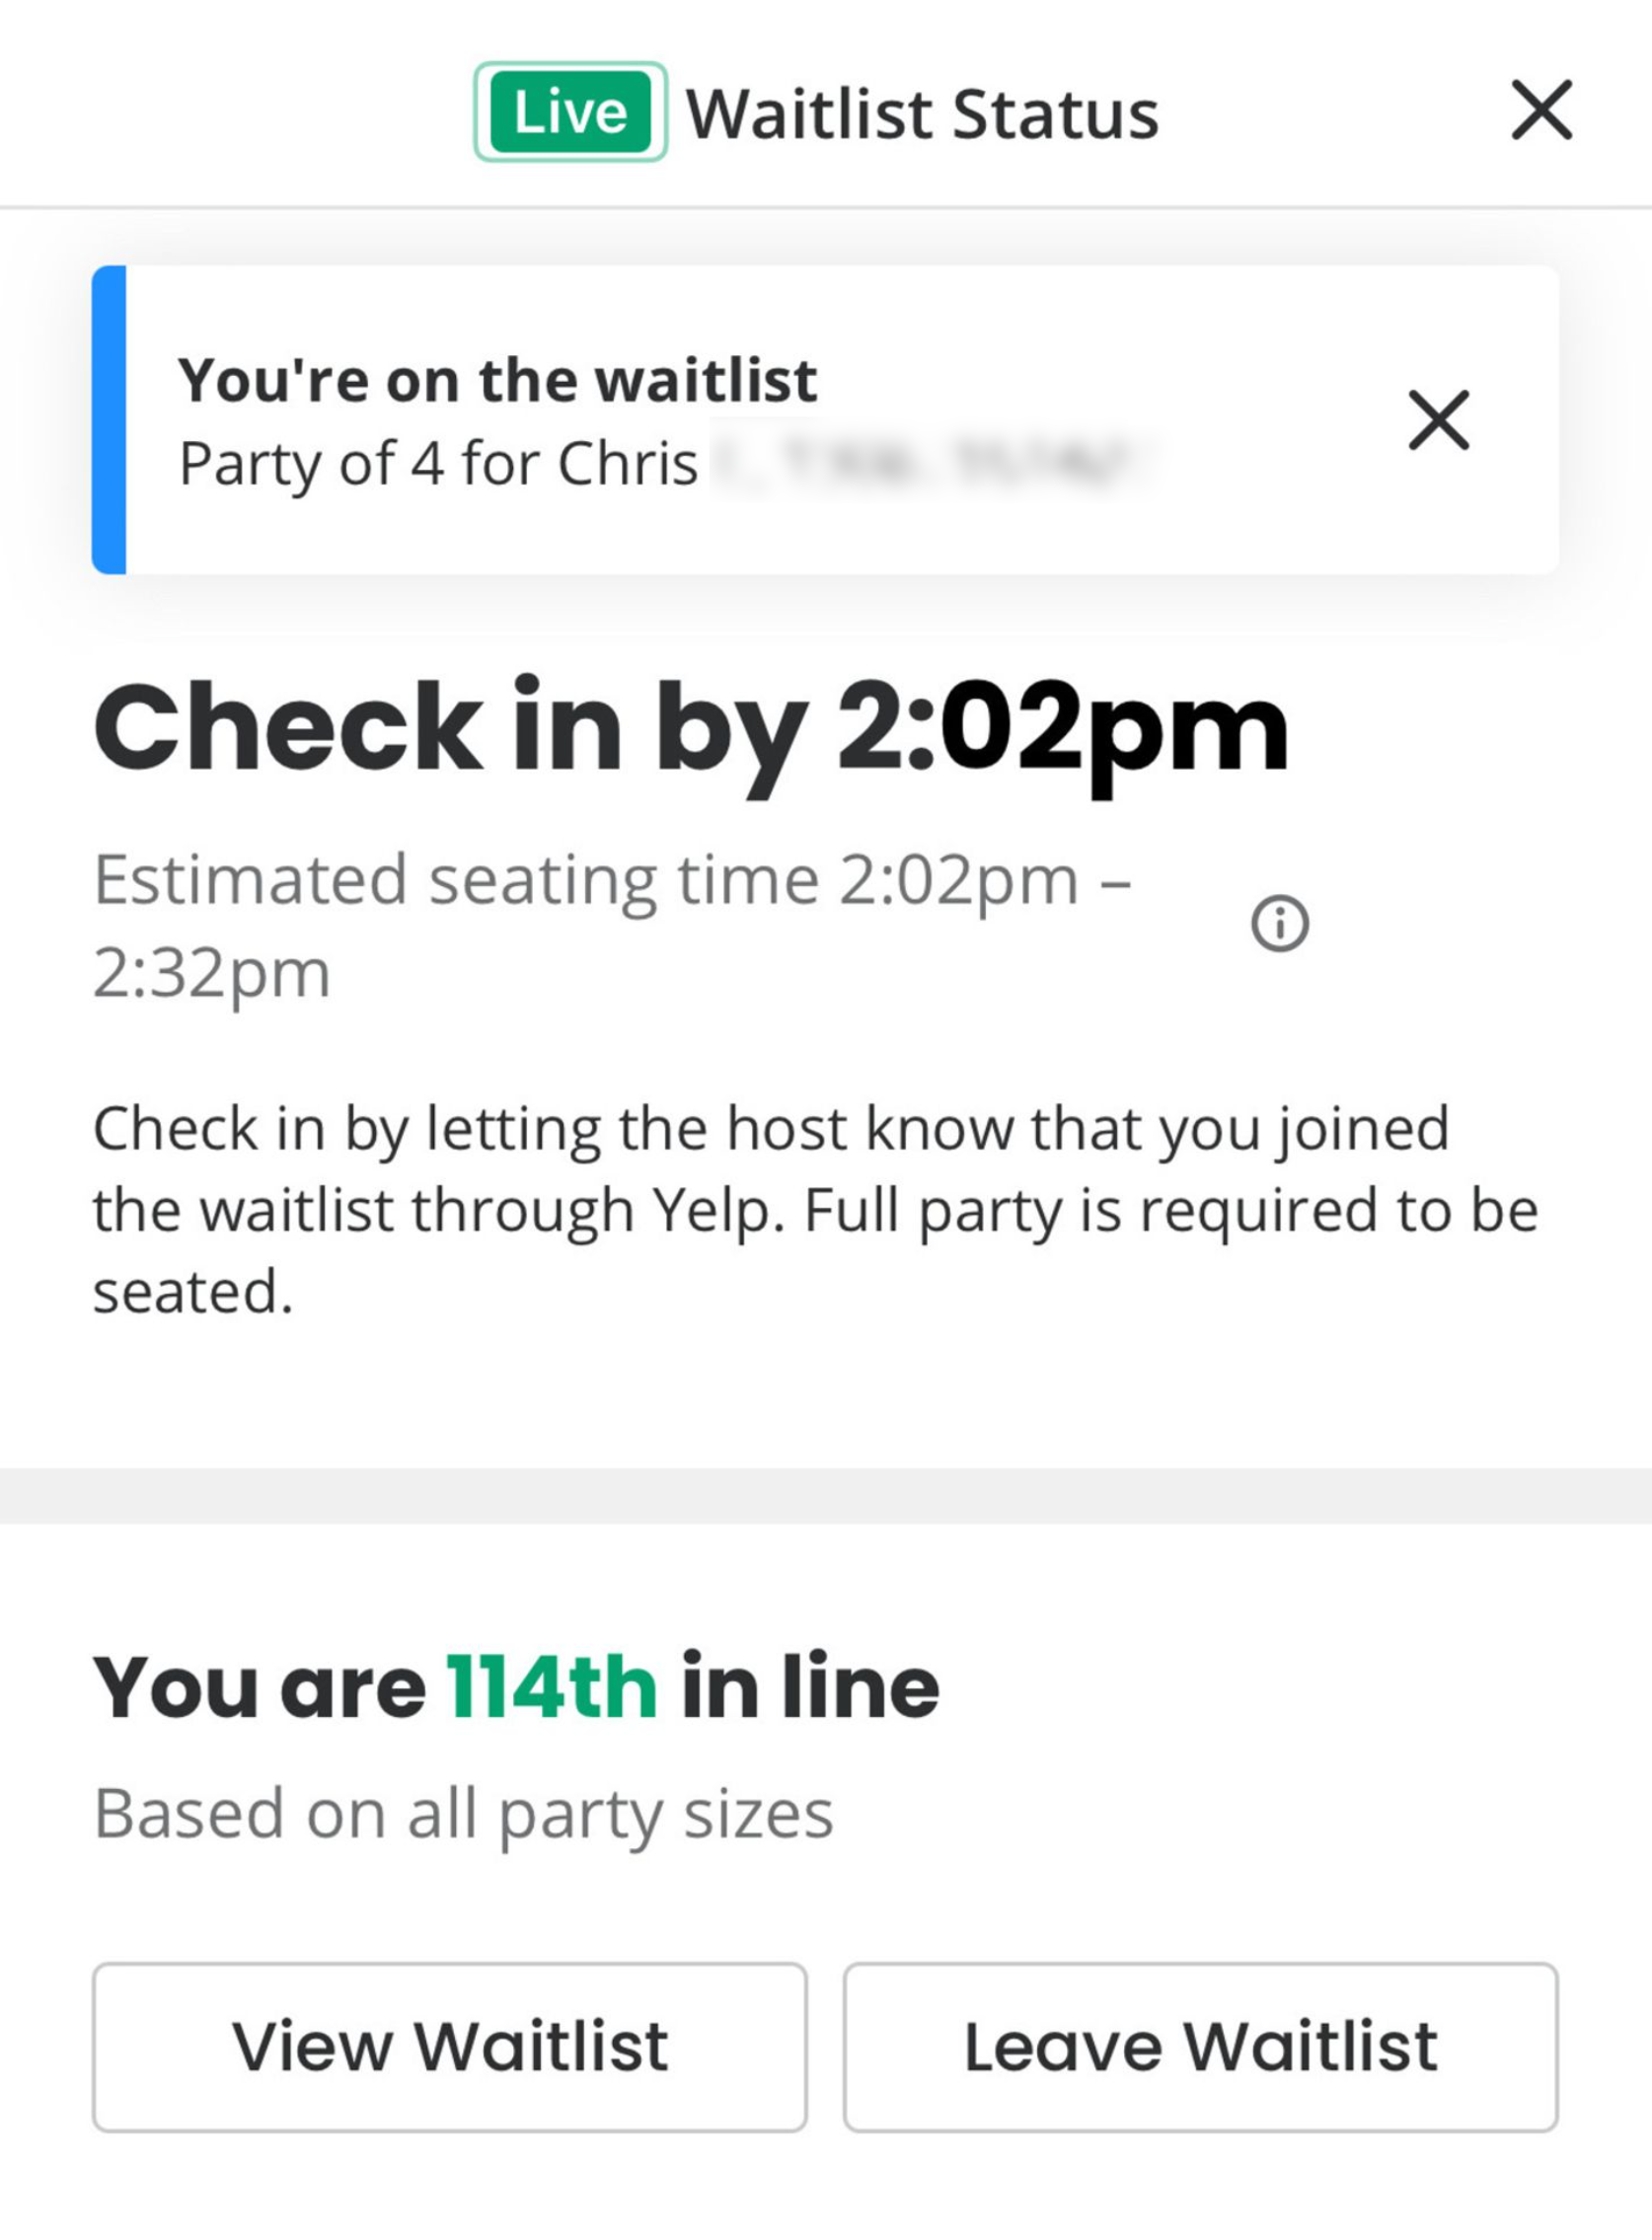 Live Waitlist Status
You're on the waitlist
Party of 4 for Chris
Check in by 2:02pm
Estimated seating time 2:02pm –
2:32pm
Check in by letting the host know that you joined
the waitlist through Yelp. Full party is required to be
seated.
You are 114th in line
Based on all party sizes
View Waitlist
Leave Waitlist